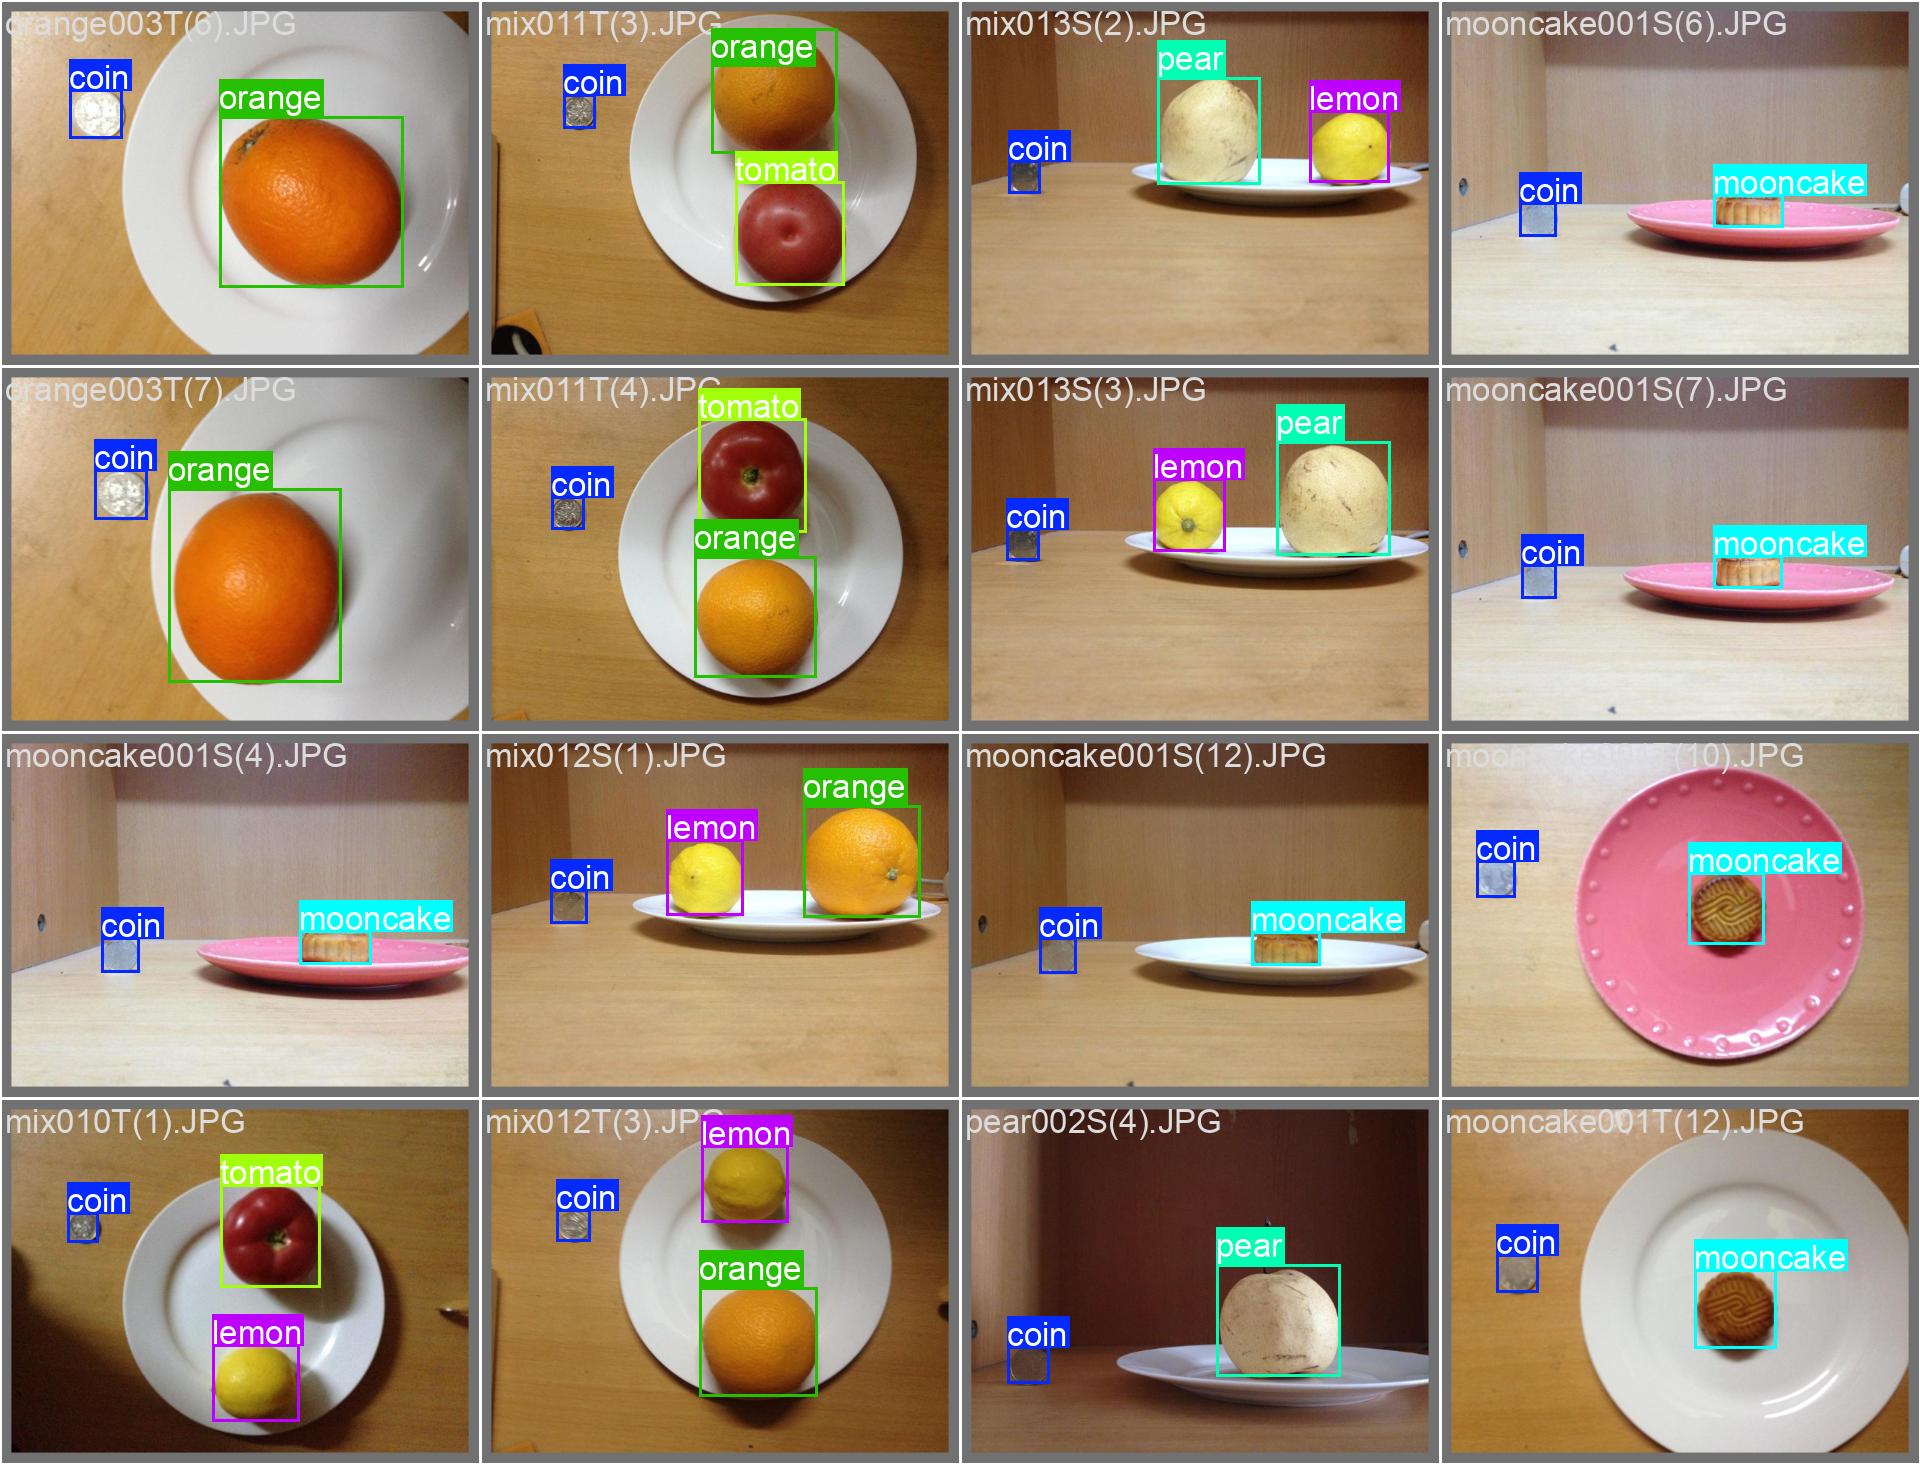 orange003T(6).JPG
coin
orange
mix011T(3).JPG
orange
coin
tomato
mix013S(2).JPG
pear
lemon
coin
mooncake001S(6).JPG
mooncake
coin
orange003T(7).JPG
coin
orange
mix011T(4).JPG
tomato
coin
orange
mix013S(3).JPG
pear
lemon
coin
mooncake001S(7).JPG
mooncake
coin
mooncake001S(4).JPG
coin
mooncake
mix012S(1).JPG
orange
lemon
coin
mooncake001S(12).JPG
coin
mooncake
(10).JPG
coin
mooncake
mix010T(1).JPG
tomato
coin
lemon
mix012T(3).JPG
lemon
coin
orange
pear002S(4).JPG
pear
coin
mooncake001T(12).JPG
coin
mooncake